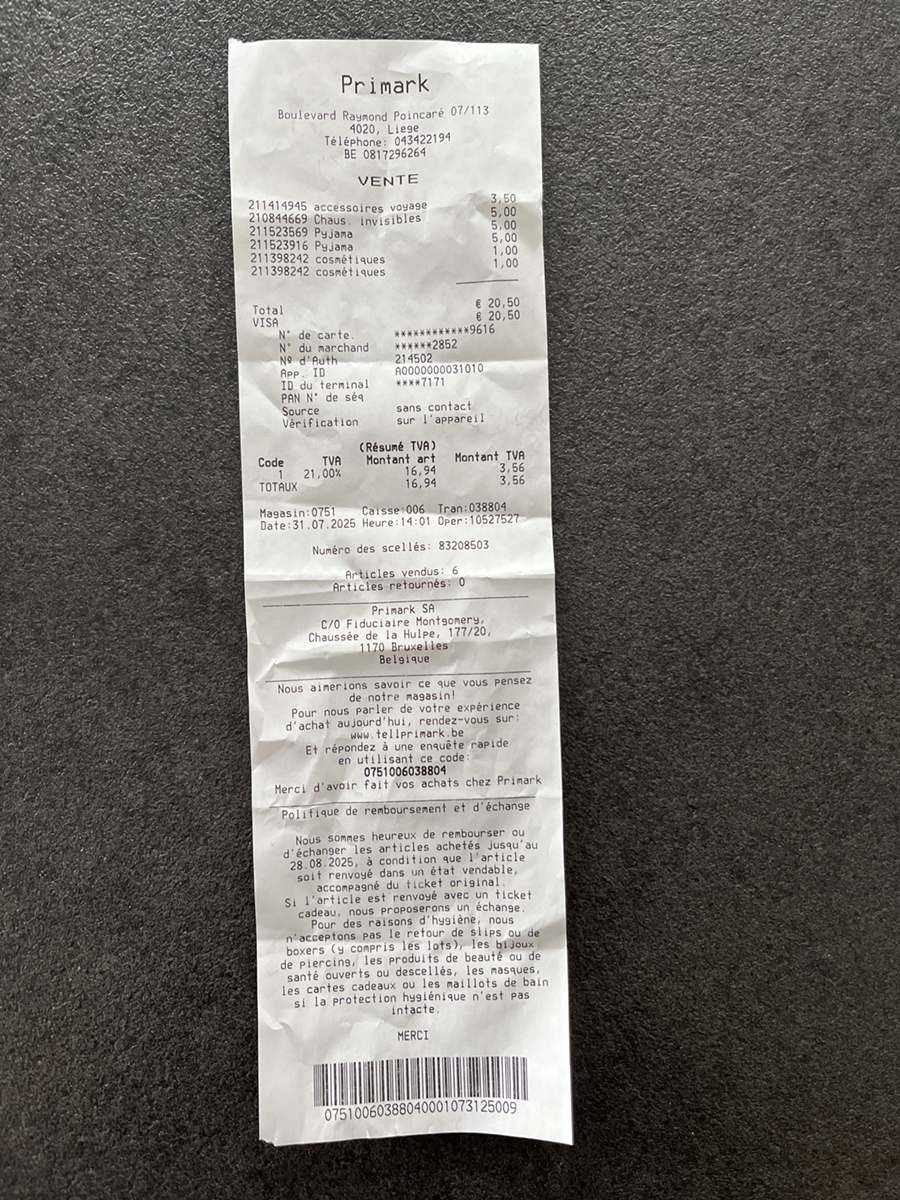 Primark
Boulevard Raymond Poincaré 07/113
4020, Liege
Téléphone: 043422194
BE 0817296264
VENTE
211414945 accessoires voyage 3,50
210844669 Chaus. invisibles 5,00
211523569 Pyjama 5,00
211523916 Pyjama 5,00
211398242 cosmétiques 1,00
211398242 cosmétiques 1,00
Total € 20,50
VISA € 20,50
N° de carte. ************9616
N° du marchand ******2852
Nº d'Auth 214502
App. ID A0000000031010
ID du terminal ****7171
PAN N° de séq
Source sans contact
Vérification sur l'appareil
(Résumé TVA)
Code TVA Montant art Montant TVA
1 21,00% 16,94 3,56
TOTAUX 16,94 3,56
Magasin:0751 Caisse:006 Tran:038804
Date:31.07.2025 Heure:14:01 Oper:10527527
Numéro des scellés: 83208503
Articles vendus: 6
Articles retournés: 0
Primark SA
C/O Fiduciaire Montgomery,
Chaussée de la Hulpe, 177/20,
1170 Bruxelles
Belgique
Nous aimerions savoir ce que vous pensez
de notre magasin!
Pour nous parler de votre expérience
d'achat aujourd'hui, rendez-vous sur:
www.tellprimark.be
Et répondez à une enquête rapide
en utilisant ce code:
0751006038804
Merci d'avoir fait vos achats chez Primark
Politique de remboursement et d'échange
Nous sommes heureux de rembourser ou
d'échanger les articles achetés jusqu'au
28.08.2025, à condition que l'article
soit renvoyé dans un état vendable,
accompagné du ticket original.
Si l'article est renvoyé avec un ticket
cadeau, nous proposerons un échange.
Pour des raisons d'hygiène, nous
n'acceptons pas le retour de slips ou de
boxers (y compris les lots), les bijoux
de piercing, les produits de beauté ou de
santé ouverts ou descellés, les masques,
les cartes cadeaux ou les maillots de bain
si la protection hygiénique n'est pas
intacte.
MERCI
07510060388040001073125009